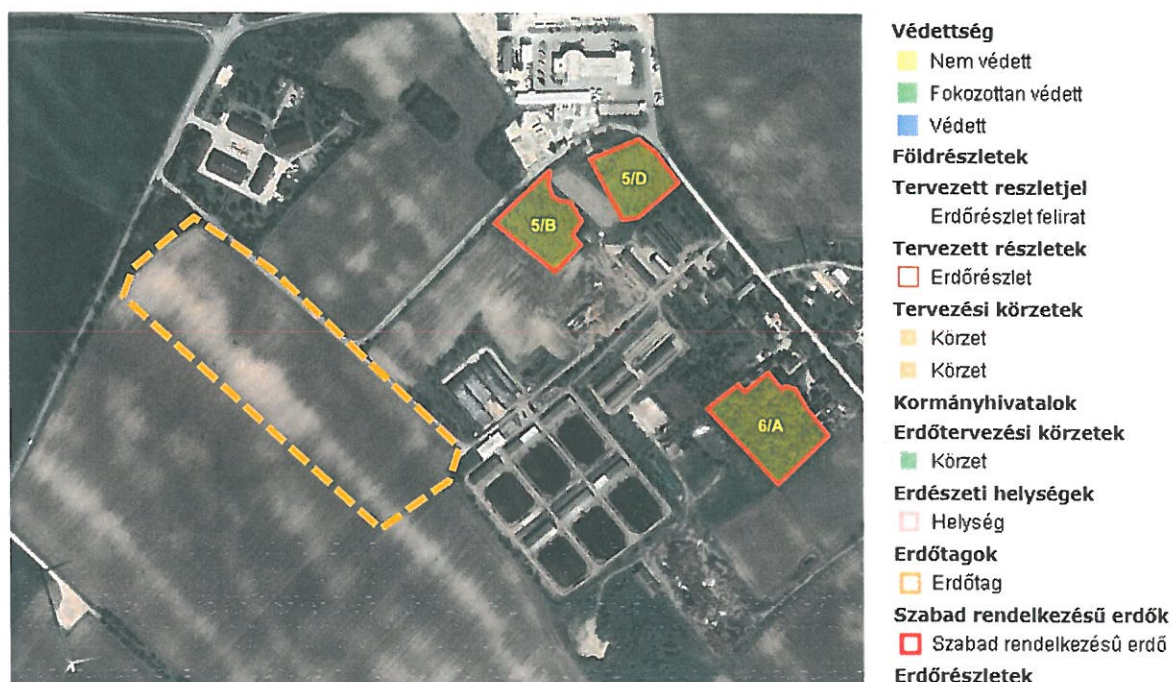 Védettség
Nem védett
Fokozottan védett
Védett
Földrészletek
Tervezett reszletjel
Erdőrészlet felirat
Tervezett részletek
Erdőrészlet
Tervezési körzetek
Körzet
Körzet
Kormányhivatalok
Erdőtervezési körzetek
Körzet
Erdészeti helységek
Helység
Erdőtagok
Erdőtag
Szabad rendelkezésű erdők
Szabad rendelkezésű erdő
Erdőrészletek
5/D
5/B
6/A